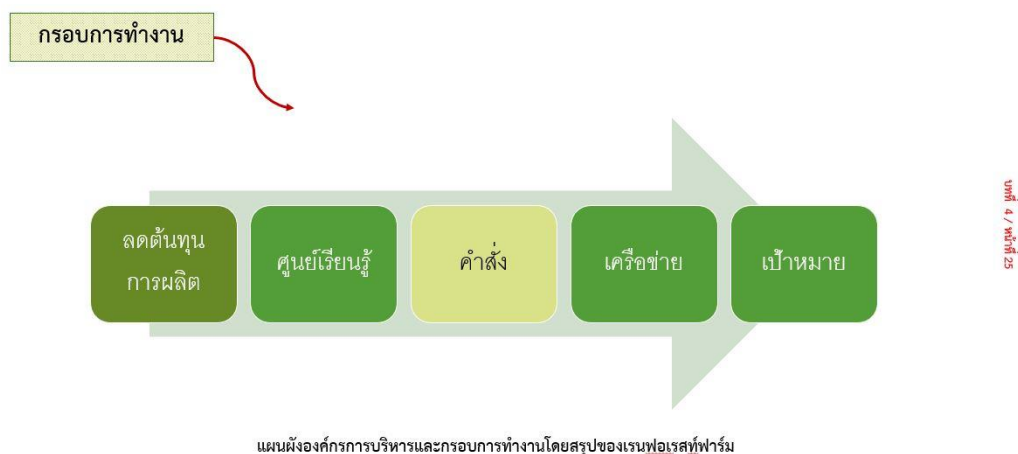 กรอบการทำงาน
ลดต้นทุน
การผลิต
ศูนย์เรียนรู้
คำสั่ง
เครือข่าย
เป้าหมาย
บทที่ 4 / หน้าที่ 25
แผนผังองค์กรการบริหารและกรอบการทำงานโดยสรุปของเรนฟอเรสท์ฟาร์ม